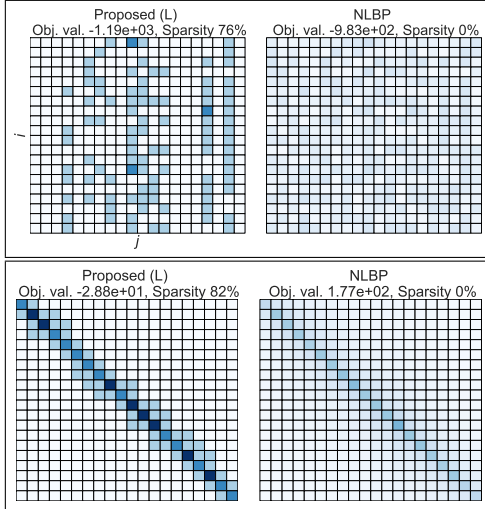 Proposed (L)
Obj. val. -1.19e+03, Sparsity 76%
NLBP
Obj. val. -9.83e+02, Sparsity 0%
i
j
Proposed (L)
Obj. val. -2.88e+01, Sparsity 82%
NLBP
Obj. val. 1.77e+02, Sparsity 0%